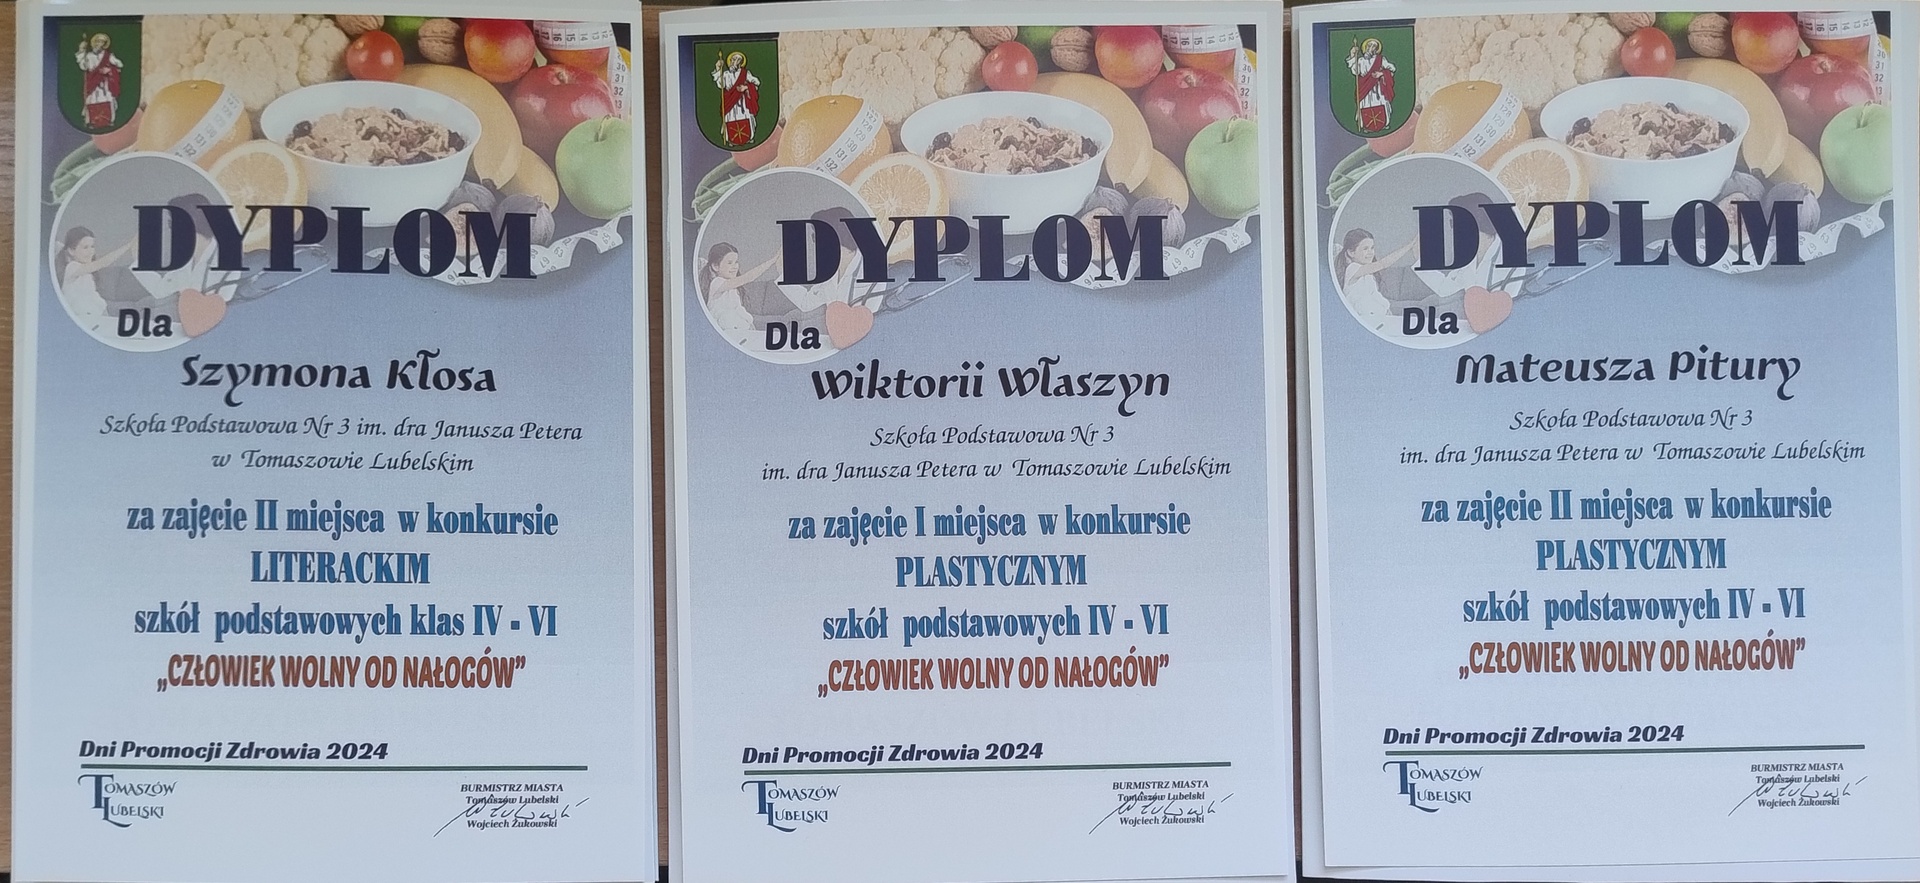 DYPLOM
Dla
Szymona Kłosa
Szkoła Podstawowa Nr 3 im. dra Janusza Petera
w Tomaszowie Lubelskim
za zajęcie II miejsca w konkursie
LITERACKIM
szkół podstawowych klas IV - VI
„CZŁOWIEK WOLNY OD NAŁOGÓW”
Dni Promocji Zdrowia 2024
TOMASZÓW
LUBELSKI
BURMISTRZ MIASTA
Tomaszów Lubelski
Wojciech Żukowski
DYPLOM
Dla
Wiktorii Właszyn
Szkoła Podstawowa Nr 3
im. dra Janusza Petera w Tomaszowie Lubelskim
za zajęcie I miejsca w konkursie
PLASTYCZNYM
szkół podstawowych IV - VI
„CZŁOWIEK WOLNY OD NAŁOGÓW”
Dni Promocji Zdrowia 2024
TOMASZÓW
LUBELSKI
BURMISTRZ MIASTA
Tomaszów Lubelski
Wojciech Żukowski
DYPLOM
Dla
Mateusza Pitury
Szkoła Podstawowa Nr 3
im. dra Janusza Petera w Tomaszowie Lubelskim
za zajęcie II miejsca w konkursie
PLASTYCZNYM
szkół podstawowych IV - VI
„CZŁOWIEK WOLNY OD NAŁOGÓW”
Dni Promocji Zdrowia 2024
TOMASZÓW
LUBELSKI
BURMISTRZ MIASTA
Tomaszów Lubelski
Wojciech Żukowski